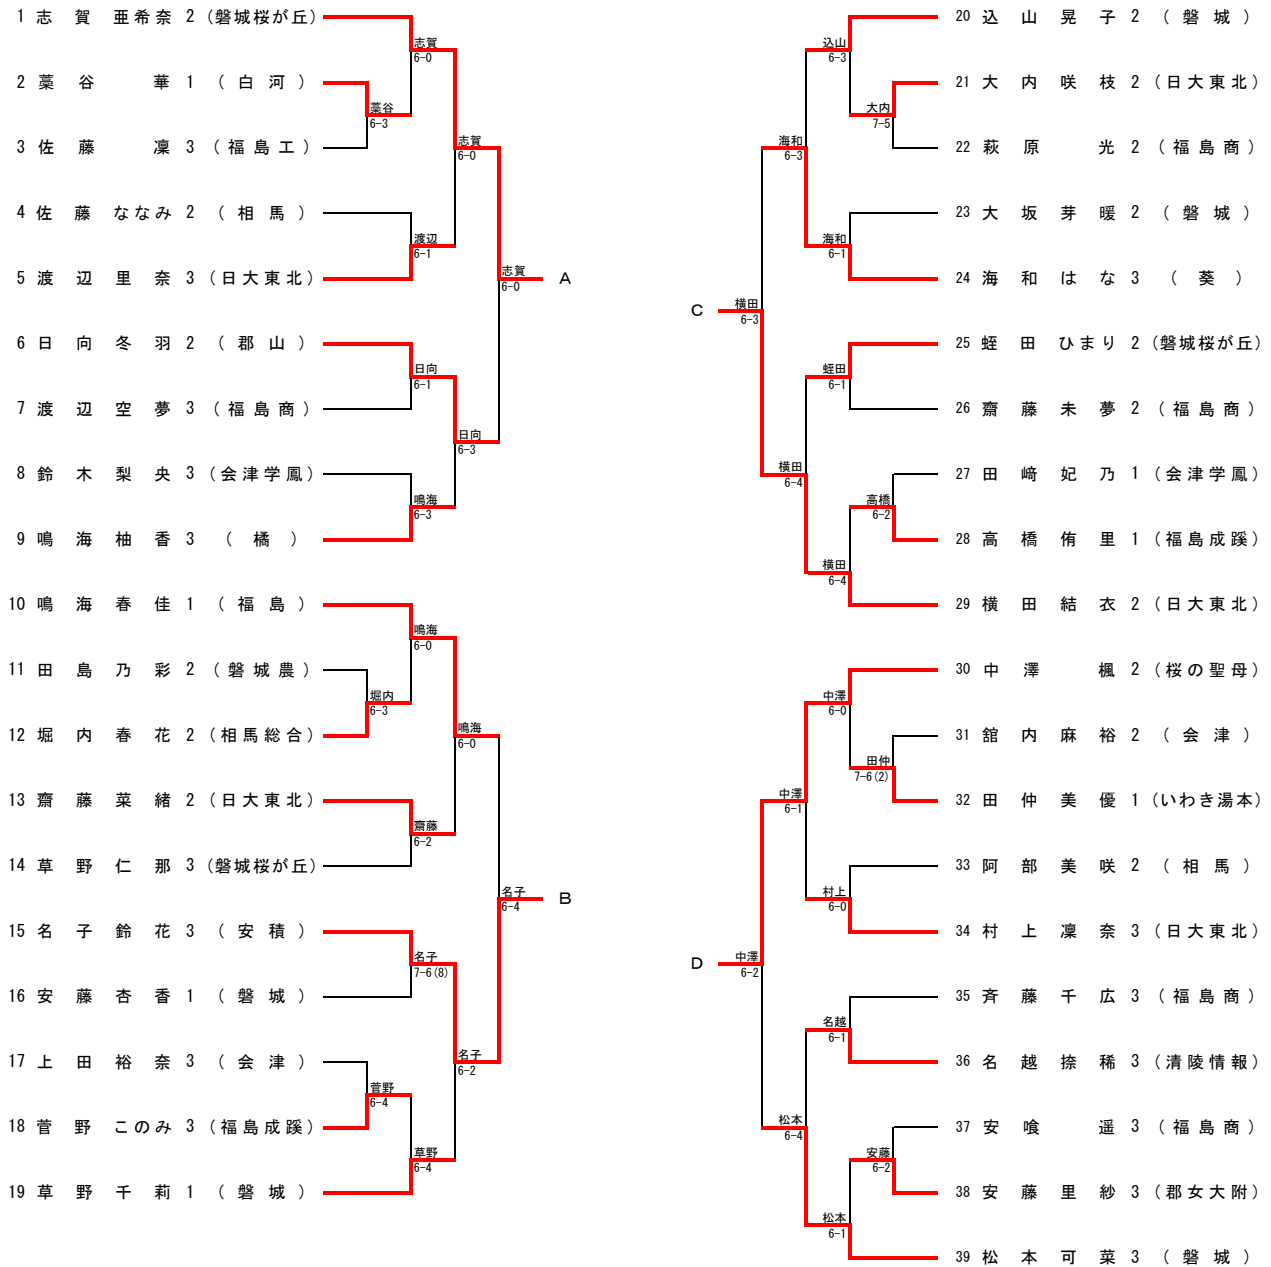 1 志賀 亜希奈 2 (磐城桜が丘)
志賀
6-0
2 藁谷 華 1 (白河)
藁谷
6-3
3 佐藤 凜 3 (福島工)
志賀
6-0
4 佐藤 ななみ 2 (相馬)
渡辺
6-1
5 渡辺 里奈 3 (日大東北)
志賀
6-0
A
6 日向 冬羽 2 (郡山)
日向
6-1
7 渡辺 空夢 3 (福島商)
日向
6-3
8 鈴木 梨央 3 (会津学鳳)
鳴海
6-3
9 鳴海 柚香 3 (橘)
10 鳴海 春佳 1 (福島)
鳴海
6-0
11 田島 乃彩 2 (磐城農)
堀内
6-3
12 堀内 春花 2 (相馬総合)
鳴海
6-0
13 齋藤 菜緒 2 (日大東北)
齋藤
6-2
14 草野 仁那 3 (磐城桜が丘)
名子
6-4
B
15 名子 鈴花 3 (安積)
名子
7-6(8)
16 安藤 杏香 1 (磐城)
名子
6-2
17 上田 裕奈 3 (会津)
菅野
6-4
18 菅野 このみ 3 (福島成蹊)
草野
6-4
19 草野 千莉 1 (磐城)
20 込山 晃子 2 (磐城)
込山
6-3
21 大内 咲枝 2 (日大東北)
大内
7-5
22 萩原 光 2 (福島商)
海和
6-3
23 大坂 芽暖 2 (磐城)
海和
6-1
24 海和 はな 3 (葵)
C
横田
6-3
25 蛭田 ひまり 2 (磐城桜が丘)
蛭田
6-1
26 齋藤 未夢 2 (福島商)
横田
6-4
27 田﨑 妃乃 1 (会津学鳳)
高橋
6-2
28 高橋 侑里 1 (福島成蹊)
横田
6-4
29 横田 結衣 2 (日大東北)
30 中澤 楓 2 (桜の聖母)
中澤
6-0
31 舘内 麻裕 2 (会津)
田仲
7-6(2)
32 田仲 美優 1 (いわき湯本)
中澤
6-1
33 阿部 美咲 2 (相馬)
村上
6-0
34 村上 凜奈 3 (日大東北)
D
中澤
6-2
35 斉藤 千広 3 (福島商)
名越
6-1
36 名越 捺稀 3 (清陵情報)
松本
6-4
37 安喰 遥 3 (福島商)
安藤
6-2
38 安藤 里紗 3 (郡女大附)
松本
6-1
39 松本 可菜 3 (磐城)